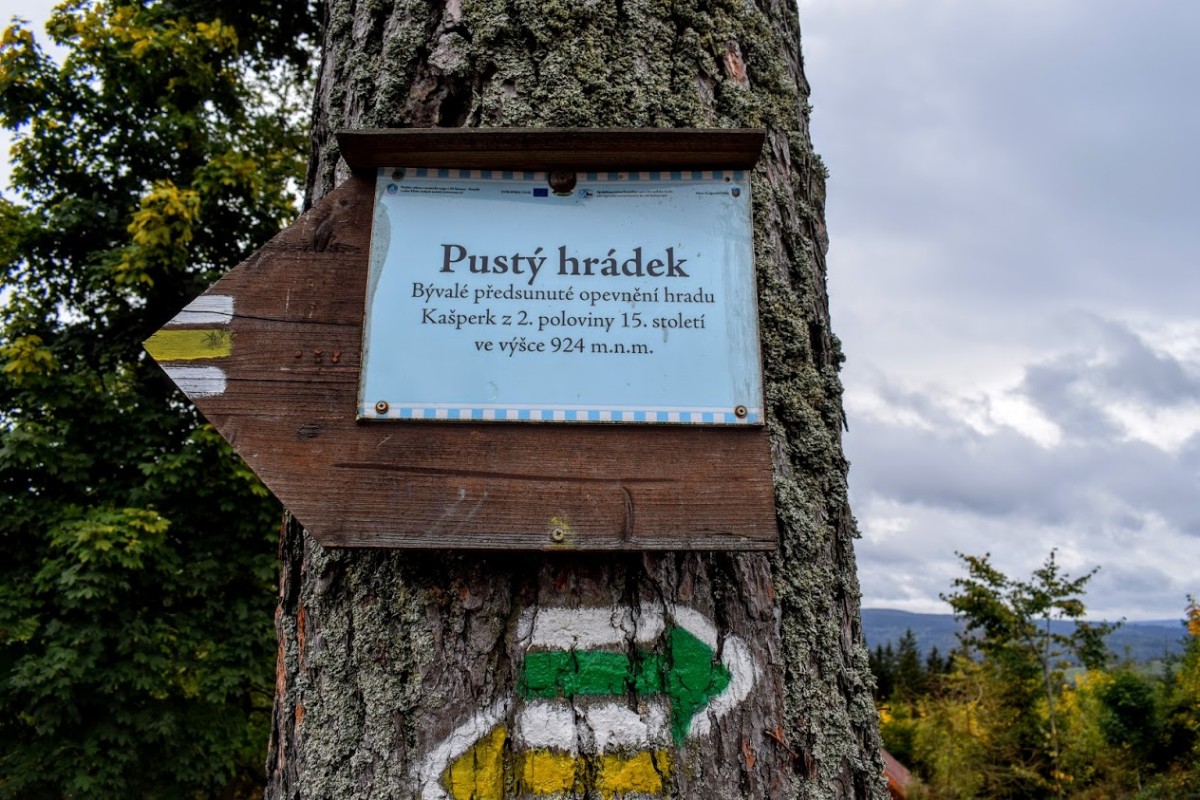 Pustý hrádek
Bývalé předsunuté opevnění hradu
Kašperk z 2. poloviny 15. století
ve výšce 924 m.n.m.